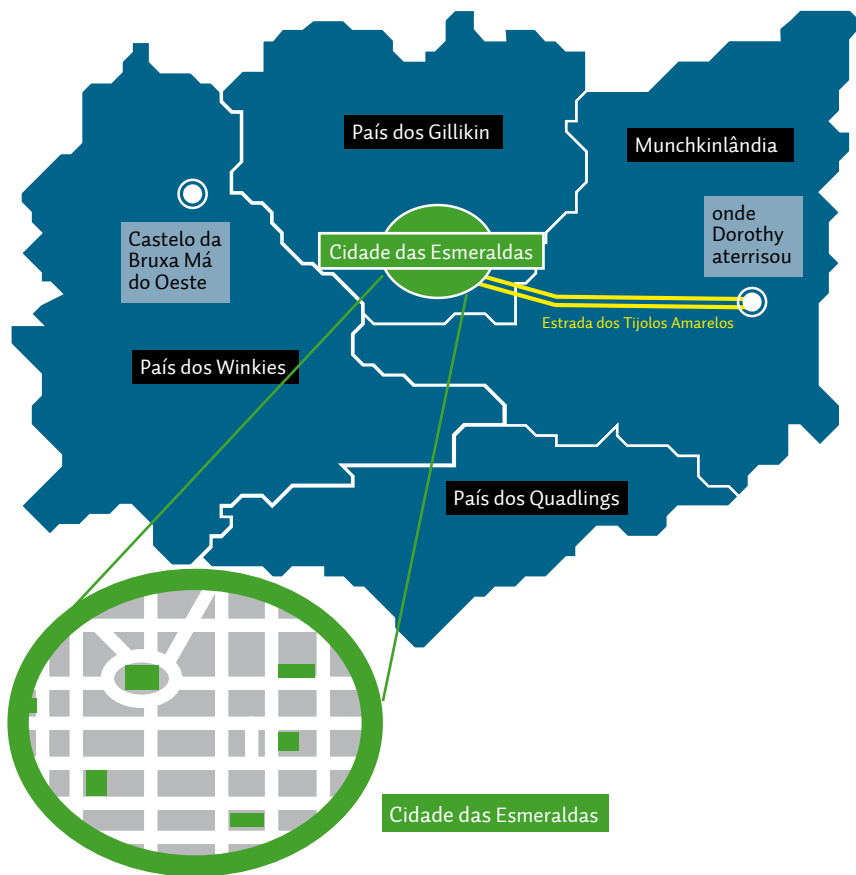 País dos Gillikin
Munchkinlândia
onde
Dorothy
aterrisou
Castelo da
Bruxa Má
do Oeste
Cidade das Esmeraldas
Estrada dos Tijolos Amarelos
País dos Winkies
País dos Quadlings
Cidade das Esmeraldas